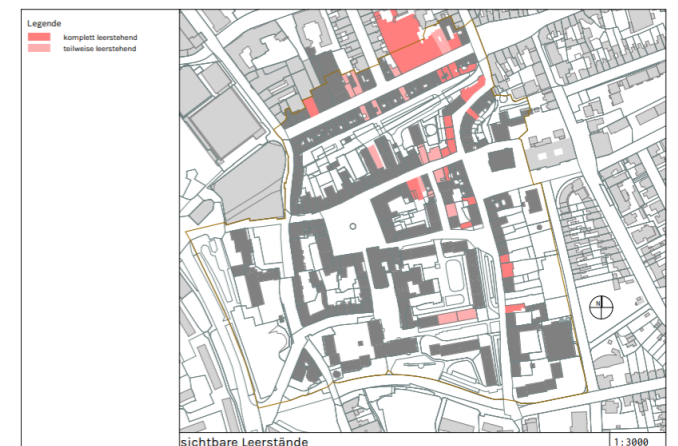 Legende
komplett leerstehend
teilweise leerstehend
N
sichtbare Leerstände
1:3000